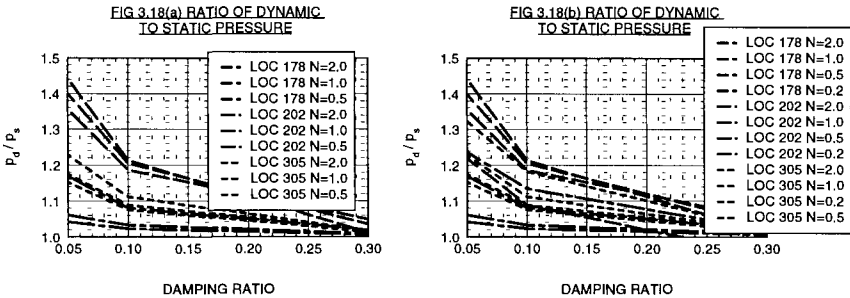 FIG 3.18(a) RATIO OF DYNAMIC
TO STATIC PRESSURE
1.5
1.4
1.3
1.2
1.1
1.0
p_d / p_s
0.05
0.10
0.15
0.20
0.25
0.30
DAMPING RATIO
LOC 178 N=2.0
LOC 178 N=1.0
LOC 178 N=0.5
LOC 202 N=2.0
LOC 202 N=1.0
LOC 202 N=0.5
LOC 305 N=2.0
LOC 305 N=1.0
LOC 305 N=0.5
FIG 3.18(b) RATIO OF DYNAMIC
TO STATIC PRESSURE
1.5
1.4
1.3
1.2
1.1
1.0
p_d / p_s
0.05
0.10
0.15
0.20
0.25
0.30
DAMPING RATIO
LOC 178 N=2.0
LOC 178 N=1.0
LOC 178 N=0.5
LOC 178 N=0.2
LOC 202 N=2.0
LOC 202 N=1.0
LOC 202 N=0.5
LOC 202 N=0.2
LOC 305 N=2.0
LOC 305 N=1.0
LOC 305 N=0.2
LOC 305 N=0.5